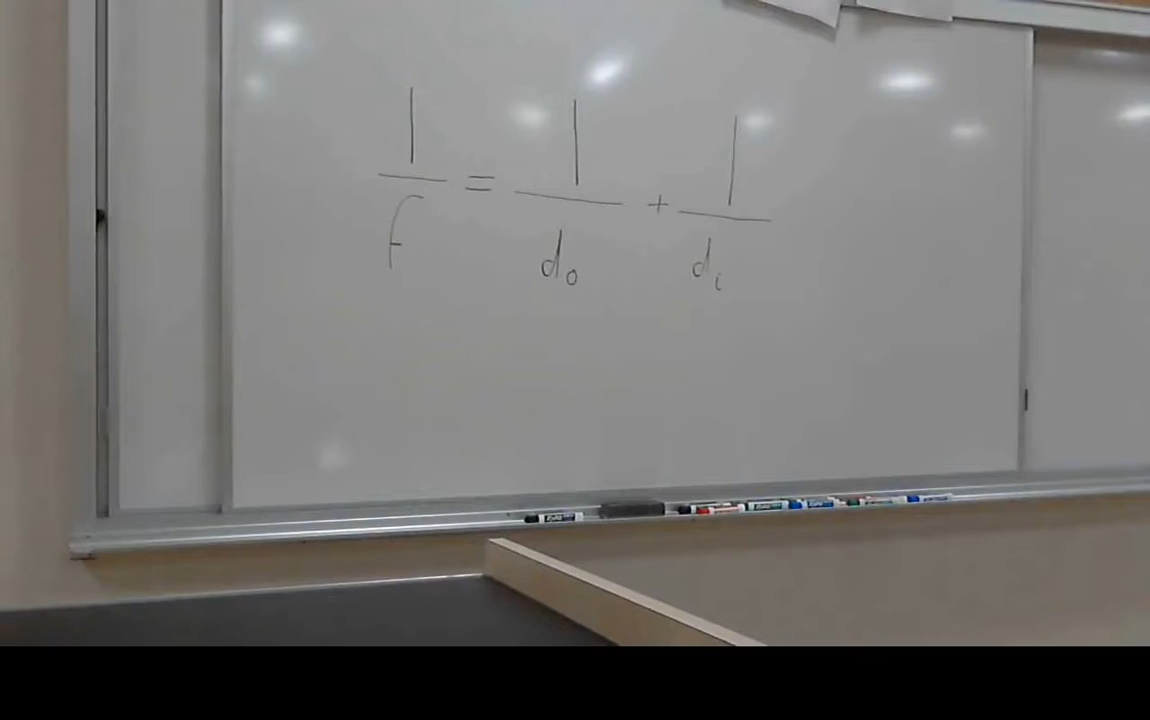 1/f = 1/d₀ + 1/dᵢ